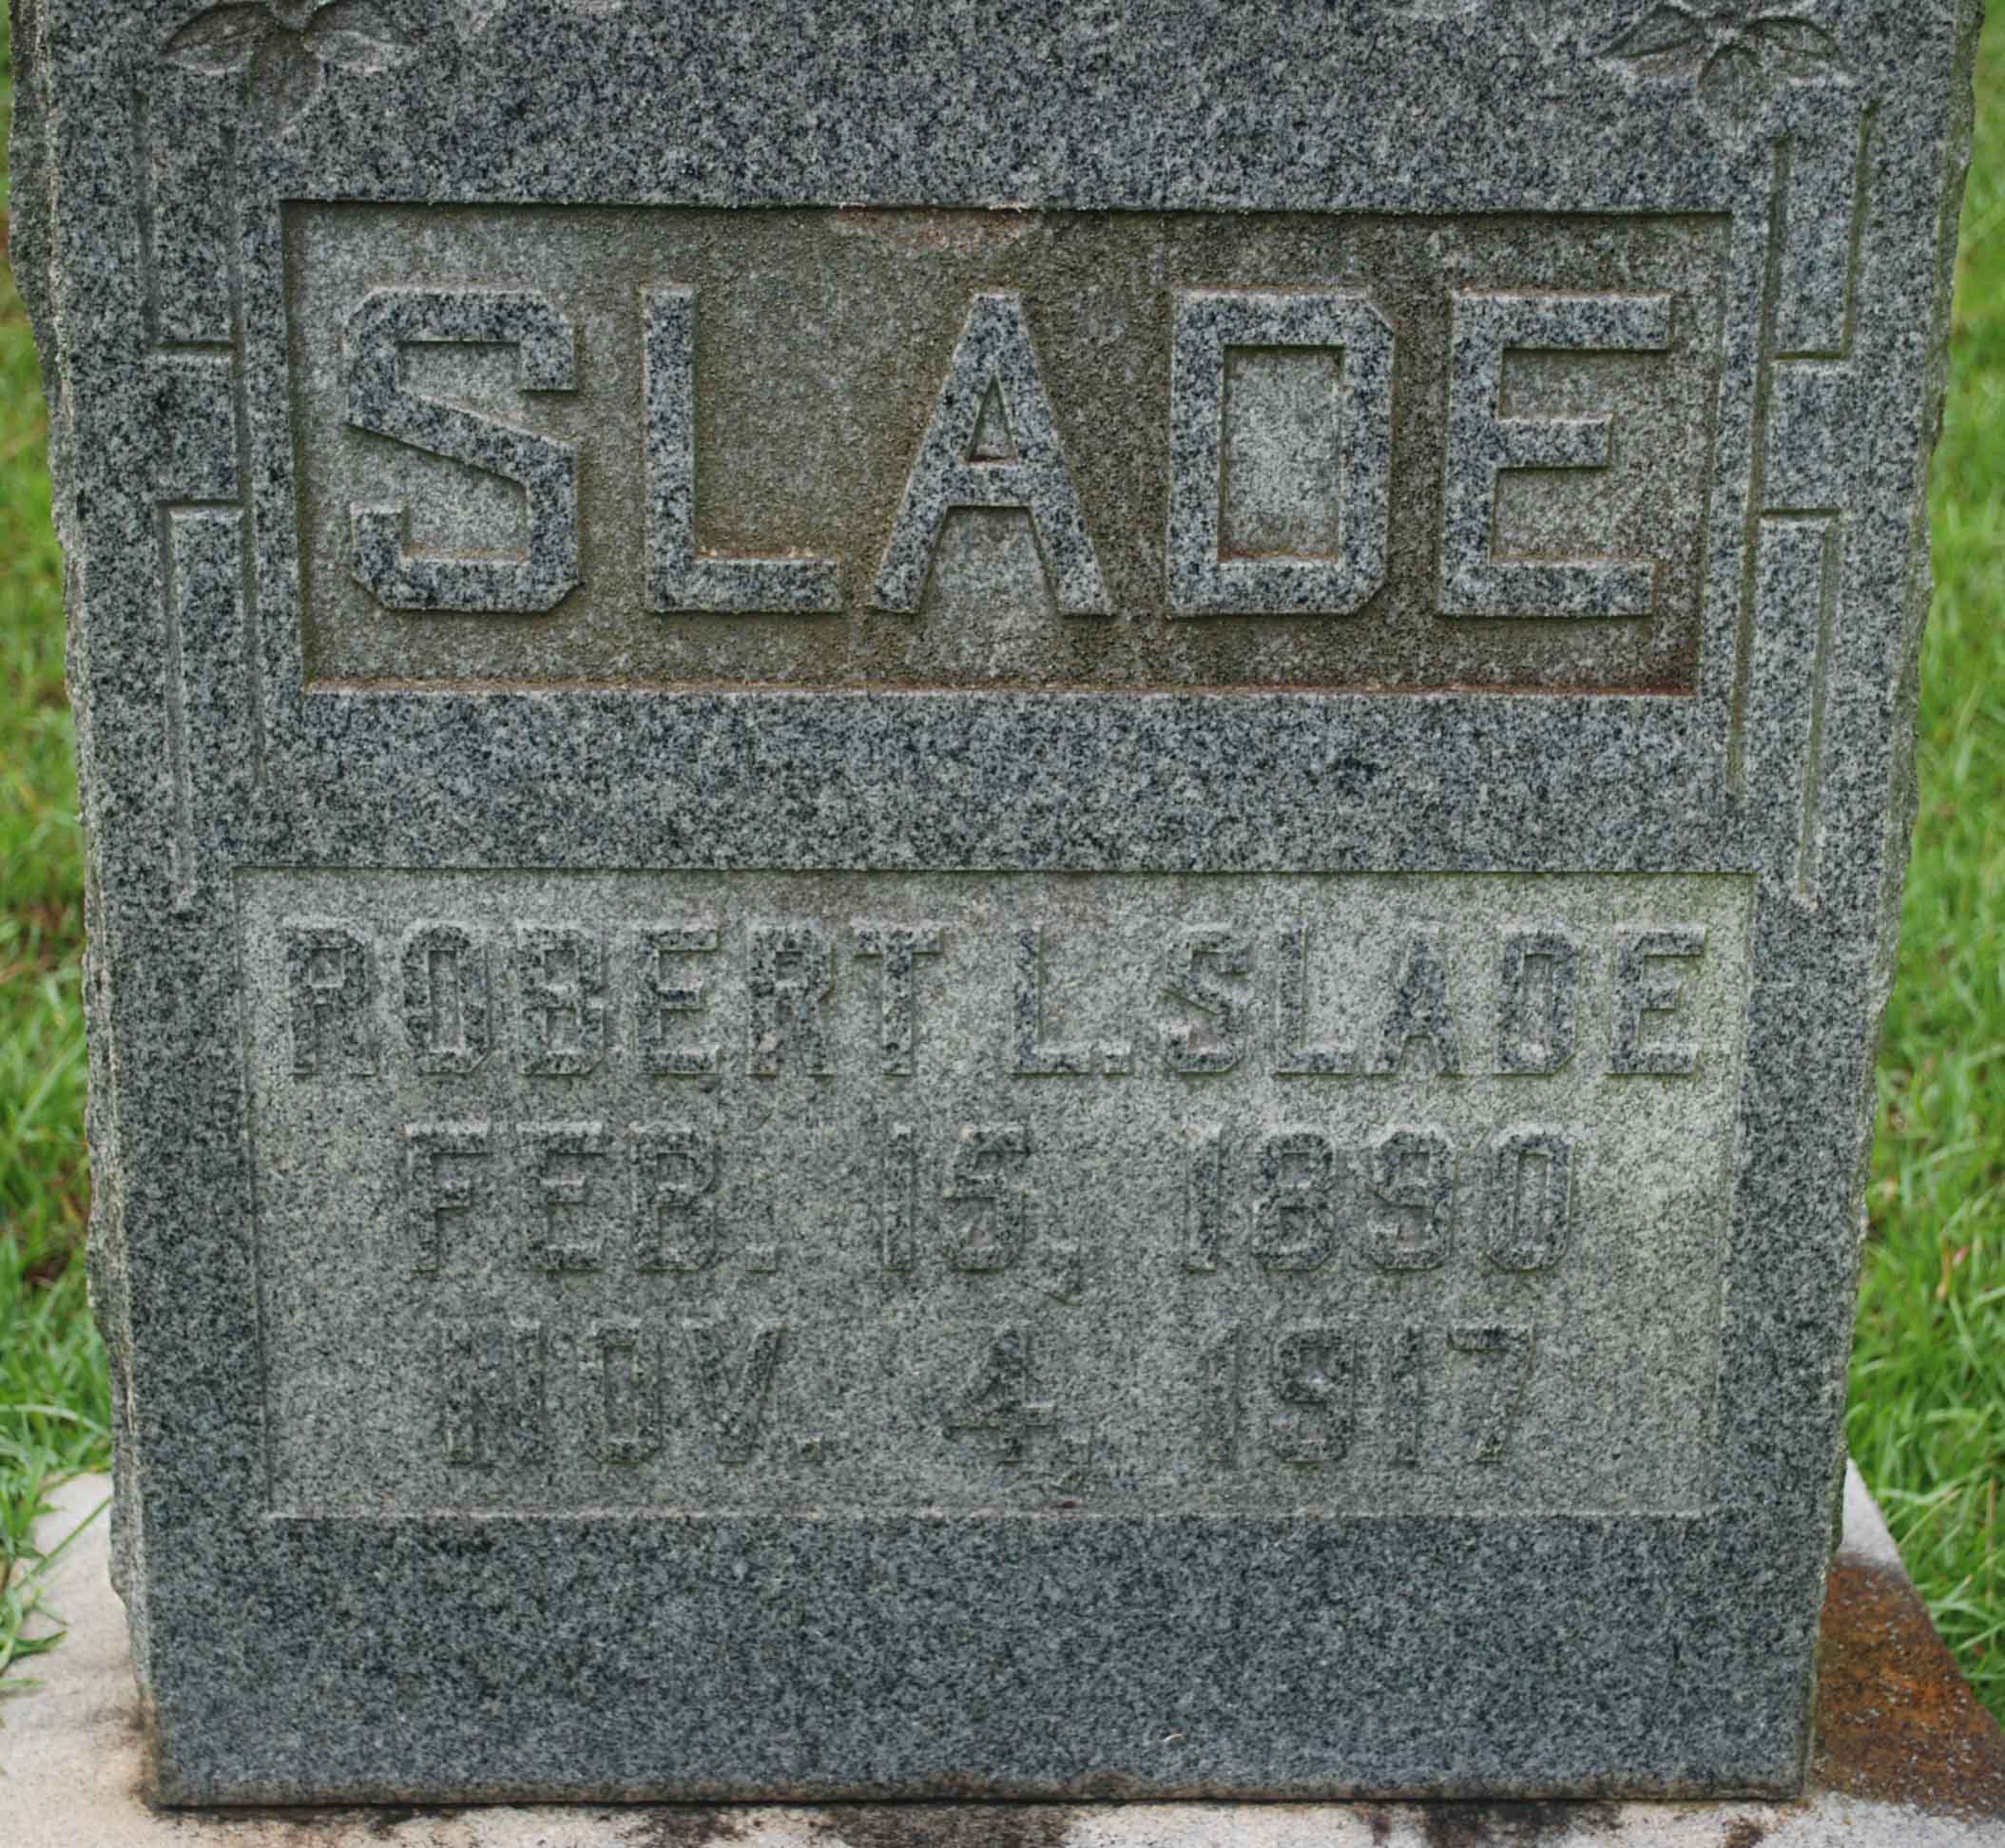 SLADE
ROBERT L. SLADE
FEB. 15, 1890
NOV. 4, 1917